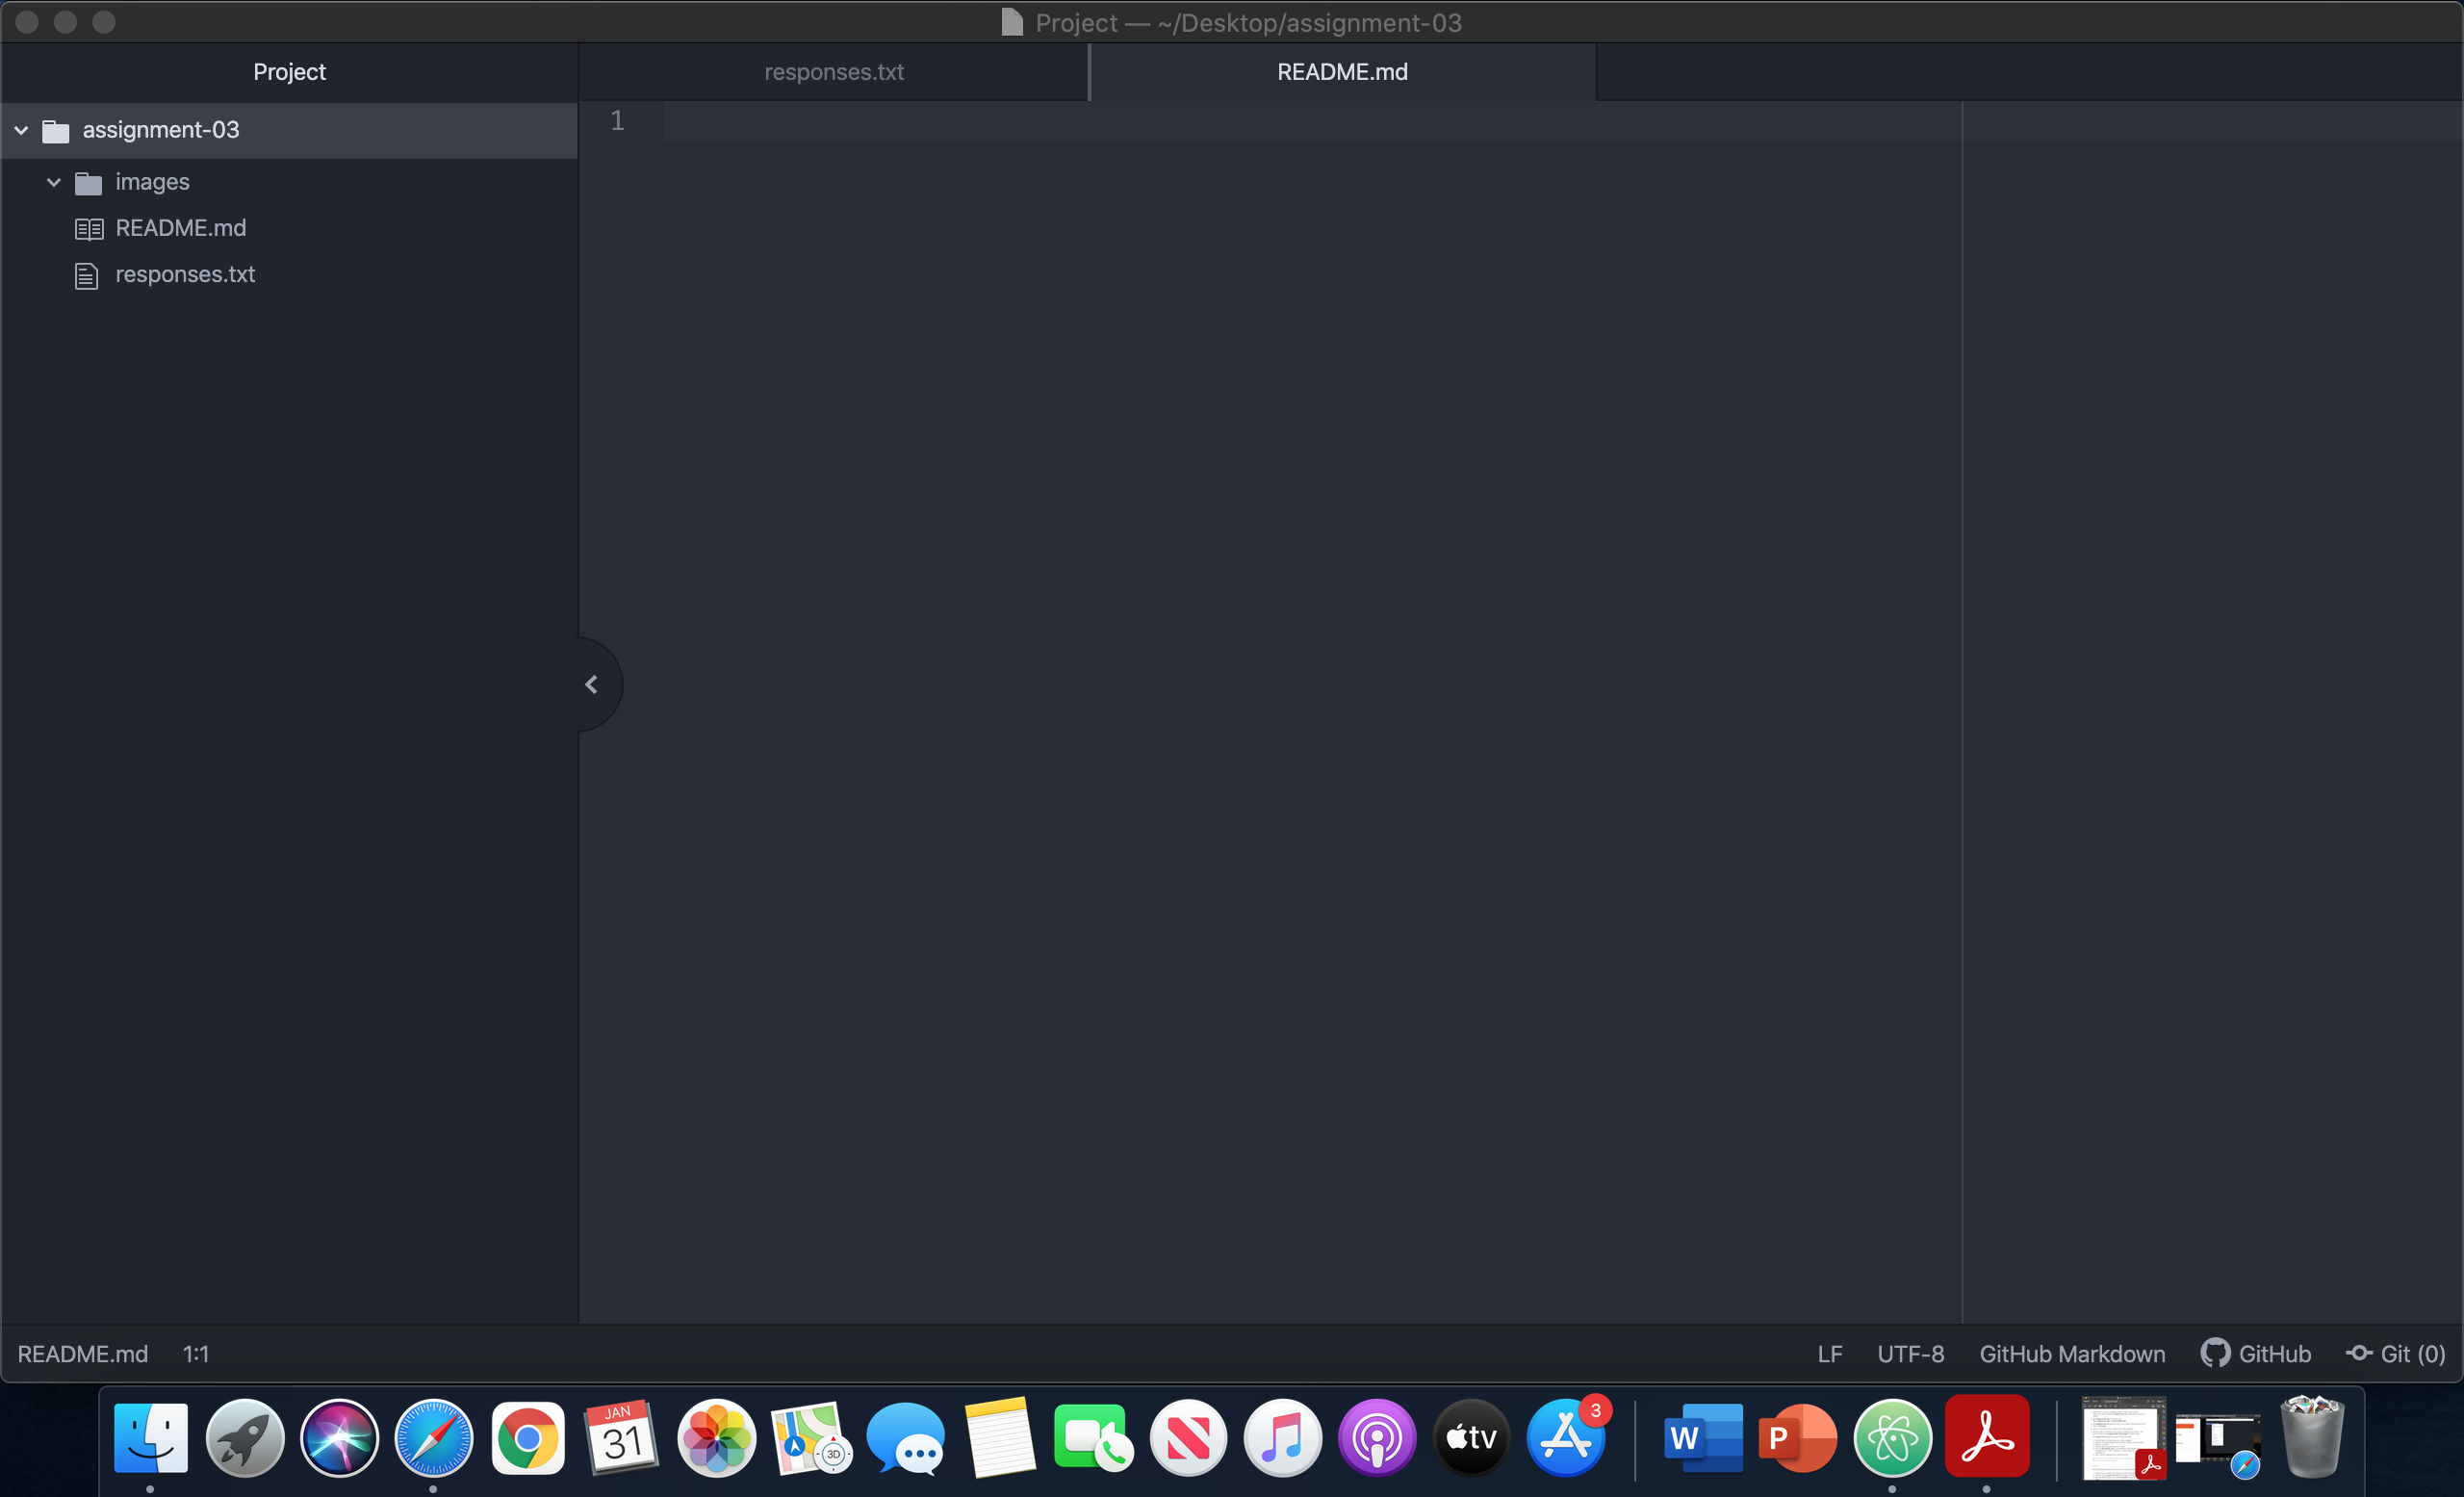 Project — ~/Desktop/assignment-03
Project
responses.txt
README.md
assignment-03
images
README.md
responses.txt
1
README.md 1:1
LF UTF-8 GitHub Markdown GitHub Git (0)
JAN
31
3D
tv
3
W
P